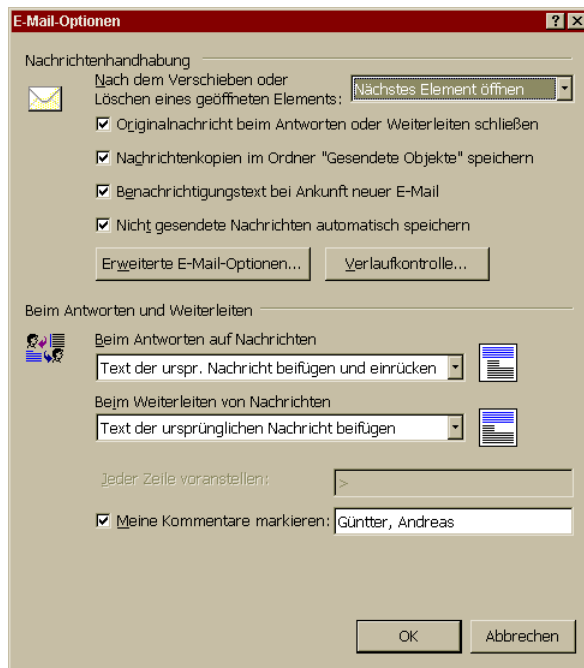 E-Mail-Optionen
Nachrichtenhandhabung
Nach dem Verschieben oder
Löschen eines geöffneten Elements: Nächstes Element öffnen
Originalnachricht beim Antworten oder Weiterleiten schließen
Nachrichtenkopien im Ordner "Gesendete Objekte" speichern
Benachrichtigungstext bei Ankunft neuer E-Mail
Nicht gesendete Nachrichten automatisch speichern
Erweiterte E-Mail-Optionen... Verlaufkontrolle...
Beim Antworten und Weiterleiten
Beim Antworten auf Nachrichten
Text der urspr. Nachricht beifügen und einrücken
Beim Weiterleiten von Nachrichten
Text der ursprünglichen Nachricht beifügen
Jeder Zeile voranstellen: >
Meine Kommentare markieren: Güntter, Andreas
OK Abbrechen